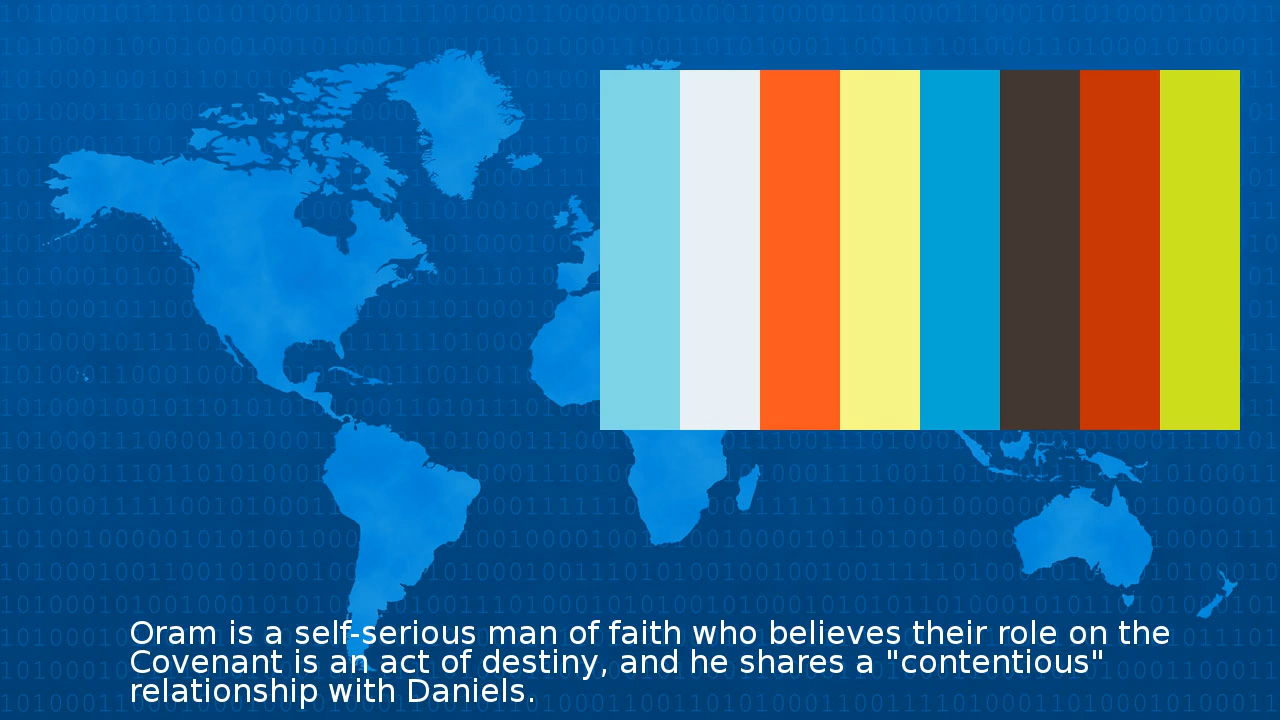 Oram is a self-serious man of faith who believes their role on the
Covenant is an act of destiny, and he shares a "contentious"
relationship with Daniels.